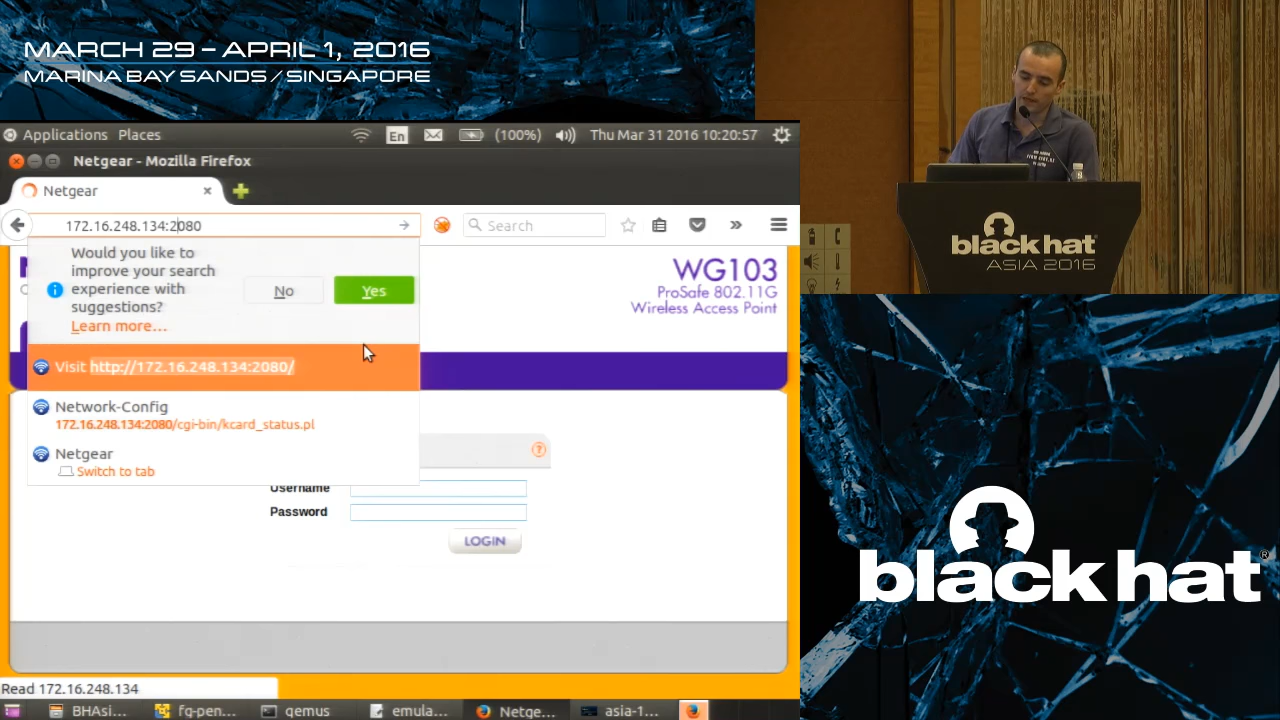 MARCH 29 – APRIL 1, 2016
MARINA BAY SANDS / SINGAPORE
Applications Places
En
(100%)
Thu Mar 31 2016 10:20:57
Netgear - Mozilla Firefox
Netgear
172.16.248.134:2080
Search
Would you like to
improve your search
experience with
suggestions?
Learn more…
No
Yes
WG103
ProSafe 802.11G
Wireless Access Point
Visit http://172.16.248.134:2080/
Network-Config
172.16.248.134:2080/cgi-bin/kcard_status.pl
Netgear
Switch to tab
Username
Password
LOGIN
Read 172.16.248.134
BHAsi...
fg-pen...
qemus
emula...
Netge...
asia-1...
black hat
ASIA 2016
black hat®